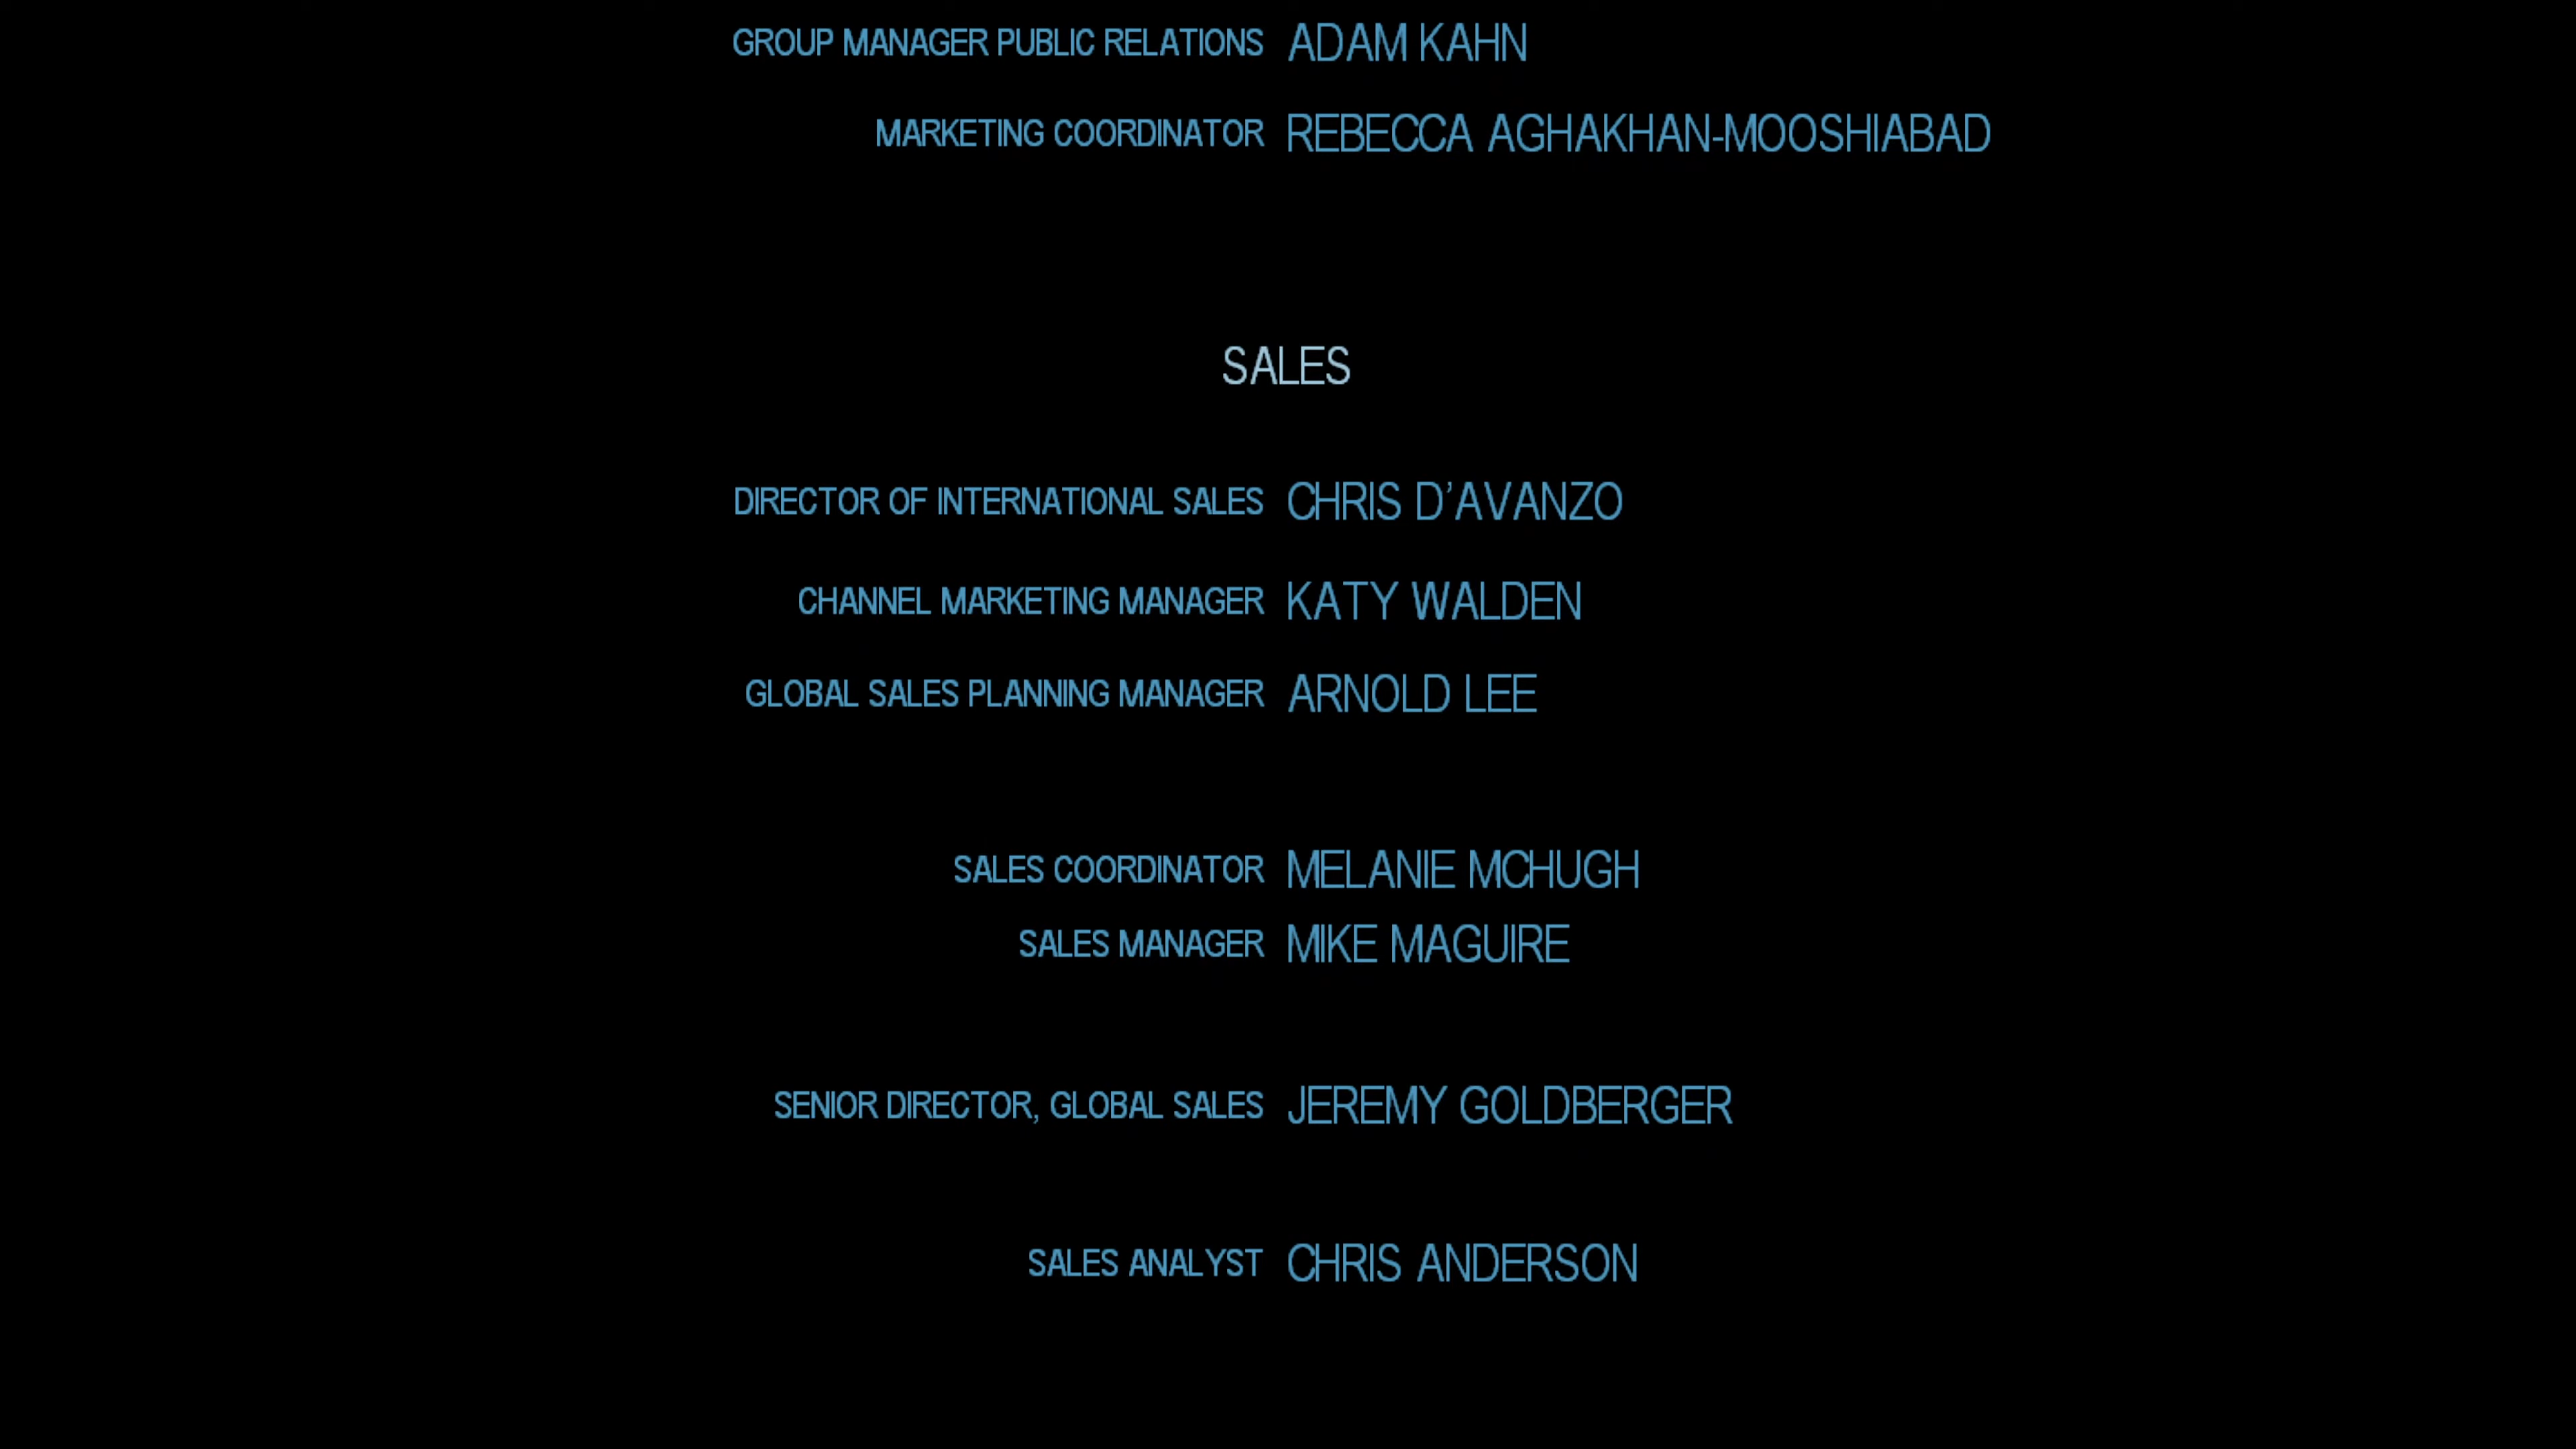 GROUP MANAGER PUBLIC RELATIONS ADAM KAHN
MARKETING COORDINATOR REBECCA AGHAKHAN-MOOSHIABAD
SALES
DIRECTOR OF INTERNATIONAL SALES CHRIS D'AVANZO
CHANNEL MARKETING MANAGER KATY WALDEN
GLOBAL SALES PLANNING MANAGER ARNOLD LEE
SALES COORDINATOR MELANIE MCHUGH
SALES MANAGER MIKE MAGUIRE
SENIOR DIRECTOR, GLOBAL SALES JEREMY GOLDBERGER
SALES ANALYST CHRIS ANDERSON